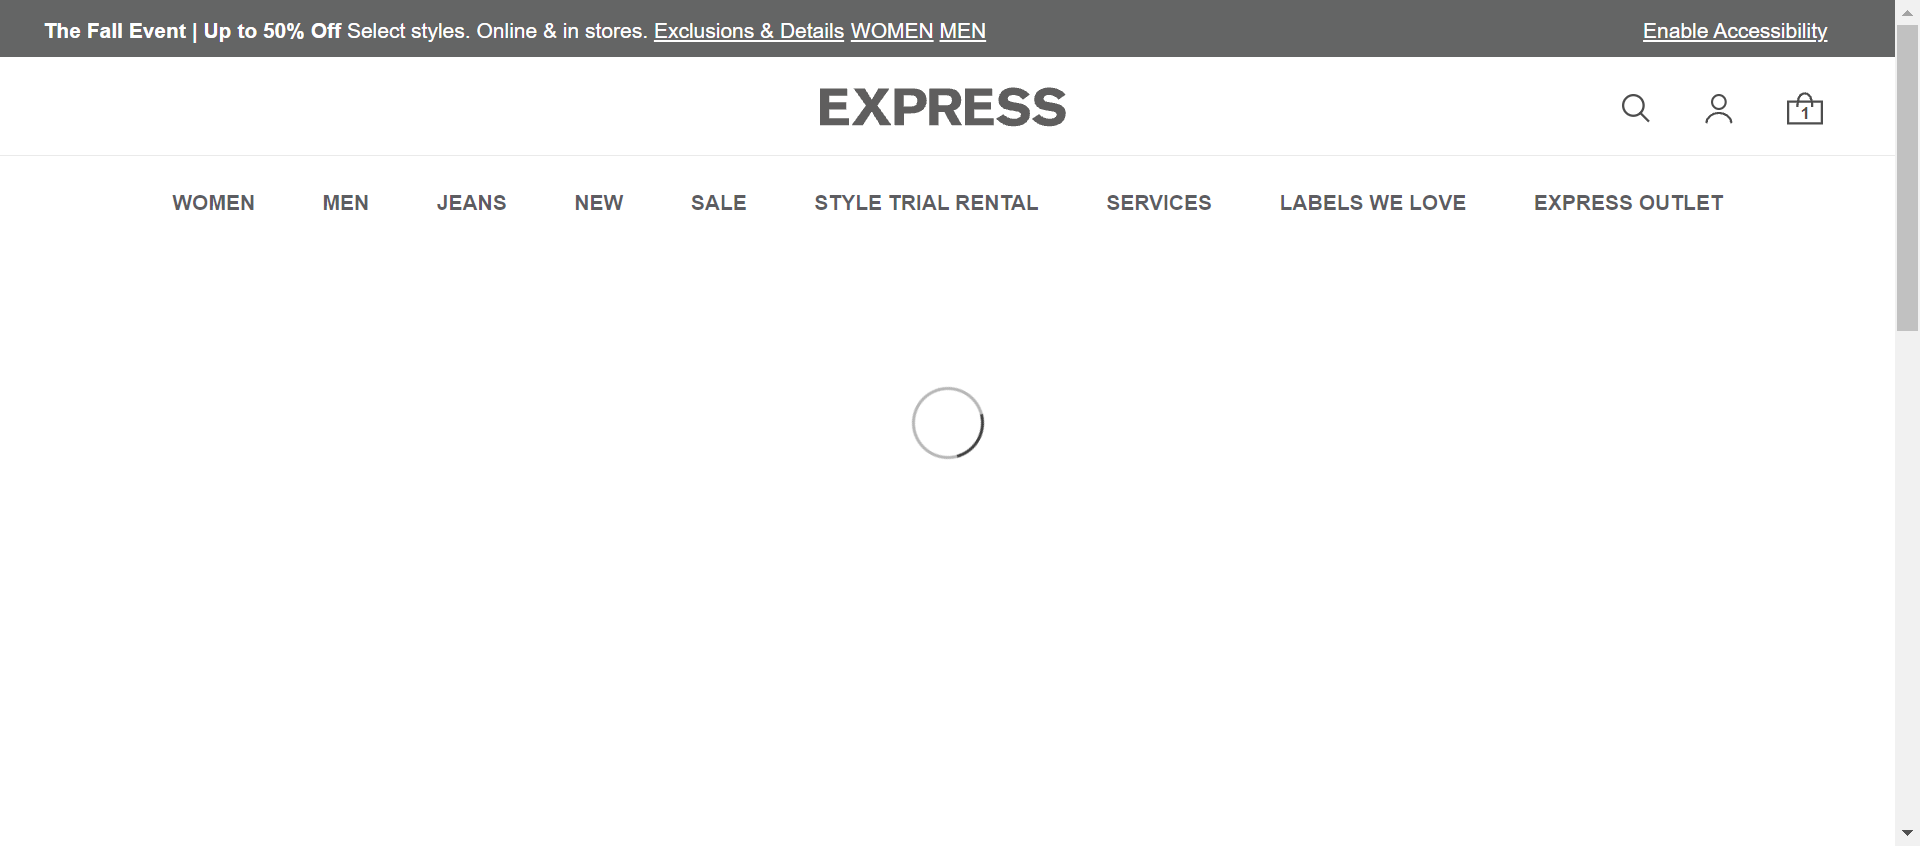 The Fall Event | Up to 50% Off Select styles. Online & in stores. Exclusions & Details WOMEN MEN
Enable Accessibility
EXPRESS
1
WOMEN MEN JEANS NEW SALE STYLE TRIAL RENTAL SERVICES LABELS WE LOVE EXPRESS OUTLET